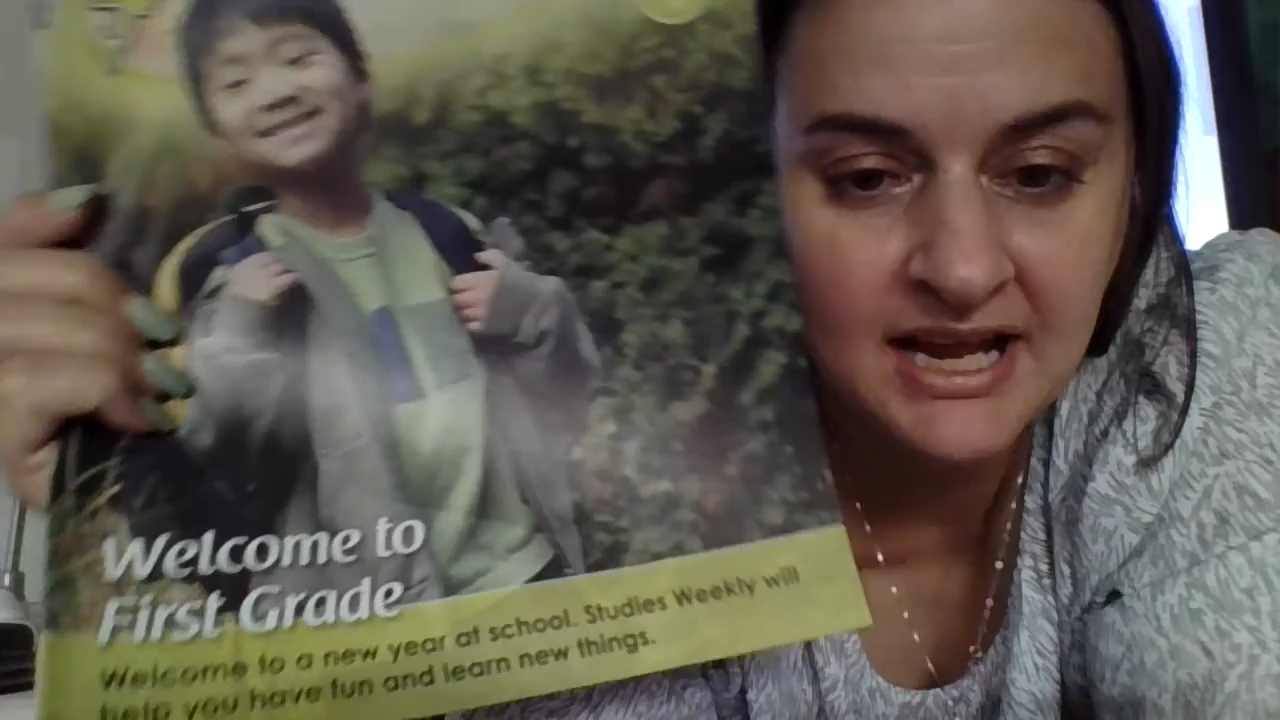 Welcome to
First Grade
Welcome to a new year at school. Studies Weekly will
help you have fun and learn new things.